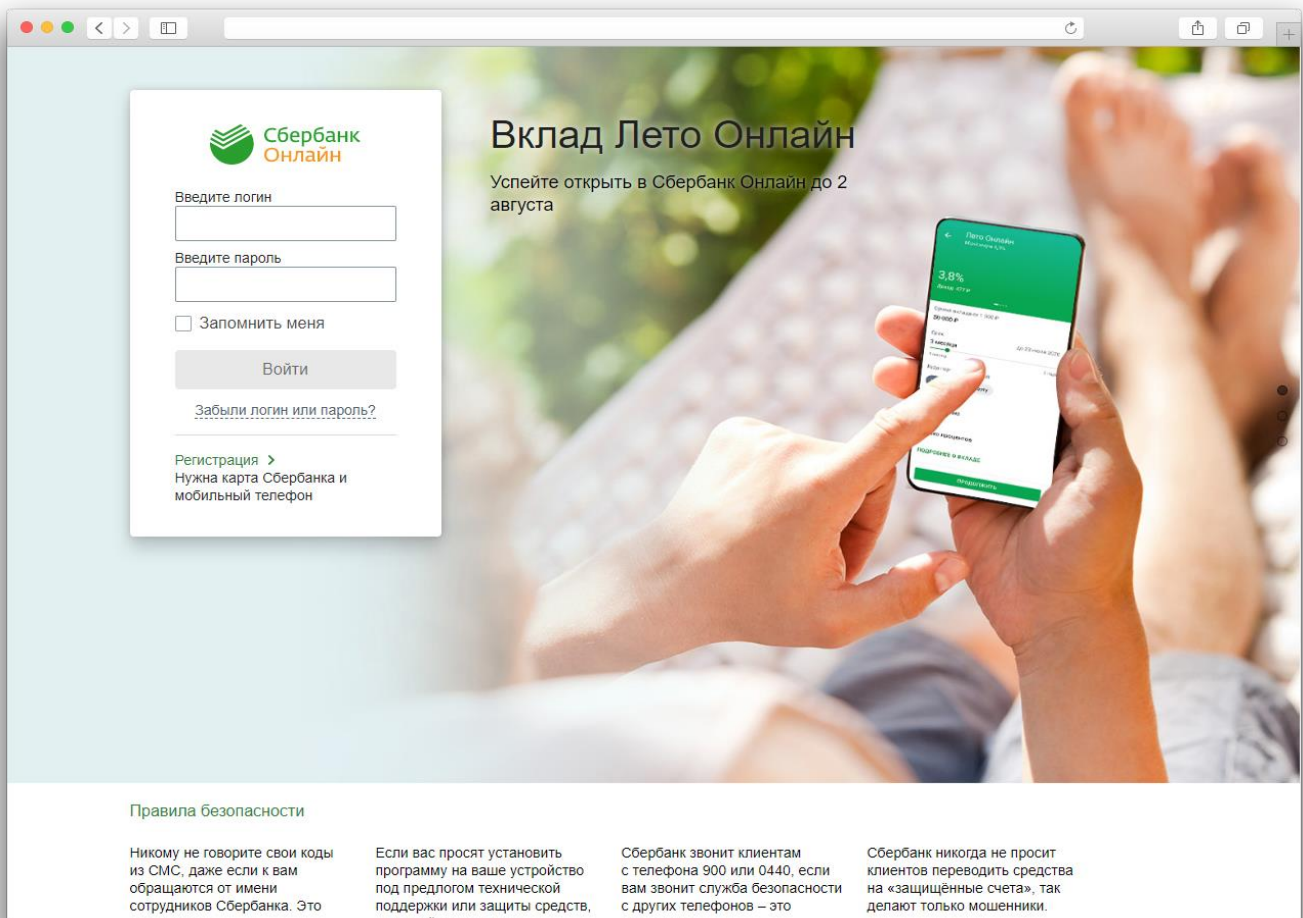 Сбербанк
Онлайн
Введите логин
Введите пароль
Запомнить меня
Войти
Забыли логин или пароль?
Регистрация >
Нужна карта Сбербанка и
мобильный телефон
Вклад Лето Онлайн
Успейте открыть в Сбербанк Онлайн до 2
августа
Лето Онлайн
3,8%
3 месяца
ПОДРОБНЕЕ О ВКЛАДЕ
ПРОДОЛЖИТЬ
Правила безопасности
Никому не говорите свои коды
из СМС, даже если к вам
обращаются от имени
сотрудников Сбербанка. Это
Если вас просят установить
программу на ваше устройство
под предлогом технической
поддержки или защиты средств,
Сбербанк звонит клиентам
с телефона 900 или 0440, если
вам звонит служба безопасности
с других телефонов – это
Сбербанк никогда не просит
клиентов переводить средства
на «защищённые счета», так
делают только мошенники.